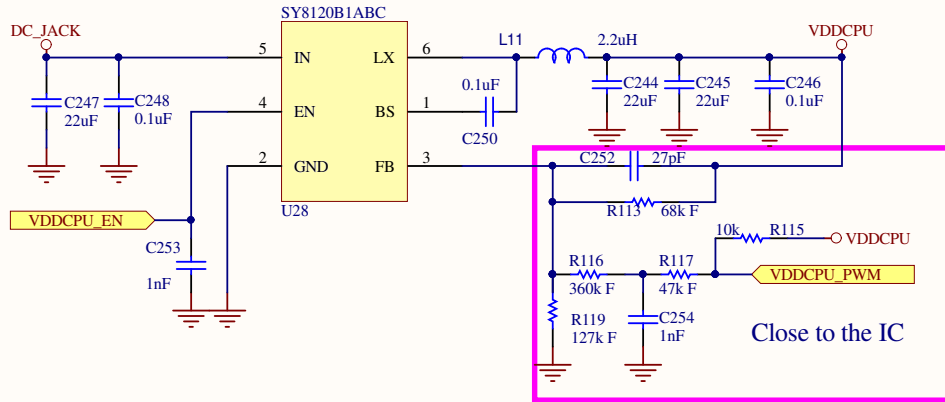 SY8120B1ABC
DC_JACK
VDDCPU
5 IN LX 6
L11 2.2uH
C247 22uF
C248 0.1uF
4 EN BS 1
0.1uF
C250
C244 22uF
C245 22uF
C246 0.1uF
2 GND FB 3
U28
C252 27pF
R113 68k F
VDDCPU_EN
C253
1nF
10k R115
VDDCPU
R116
360k F
R117
47k F
VDDCPU_PWM
R119
127k F
C254
1nF
Close to the IC